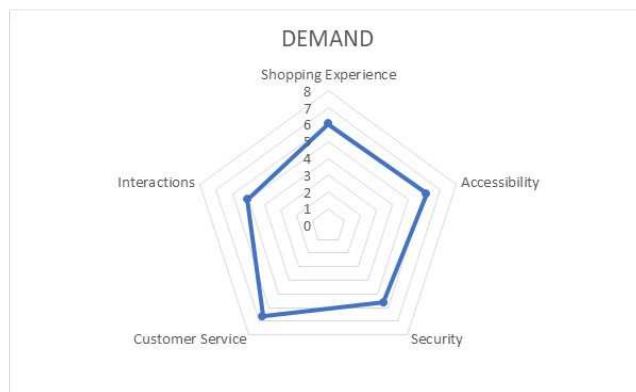 DEMAND
Shopping Experience
8
7
6
5
4
3
2
1
0
Interactions
Accessibility
Customer Service
Security